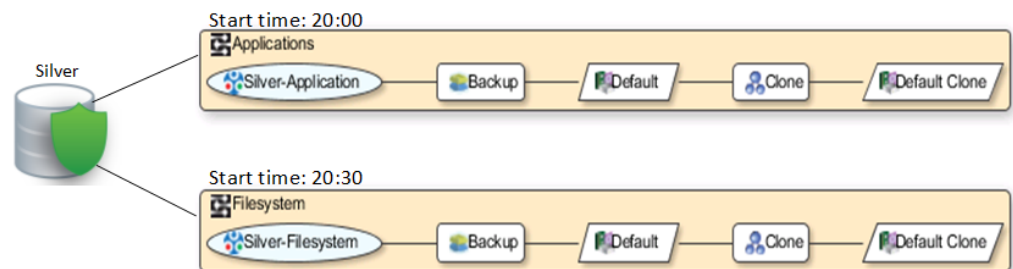 Start time: 20:00
Applications
Silver
Silver-Application Backup Default Clone Default Clone
Start time: 20:30
Filesystem
Silver-Filesystem Backup Default Clone Default Clone